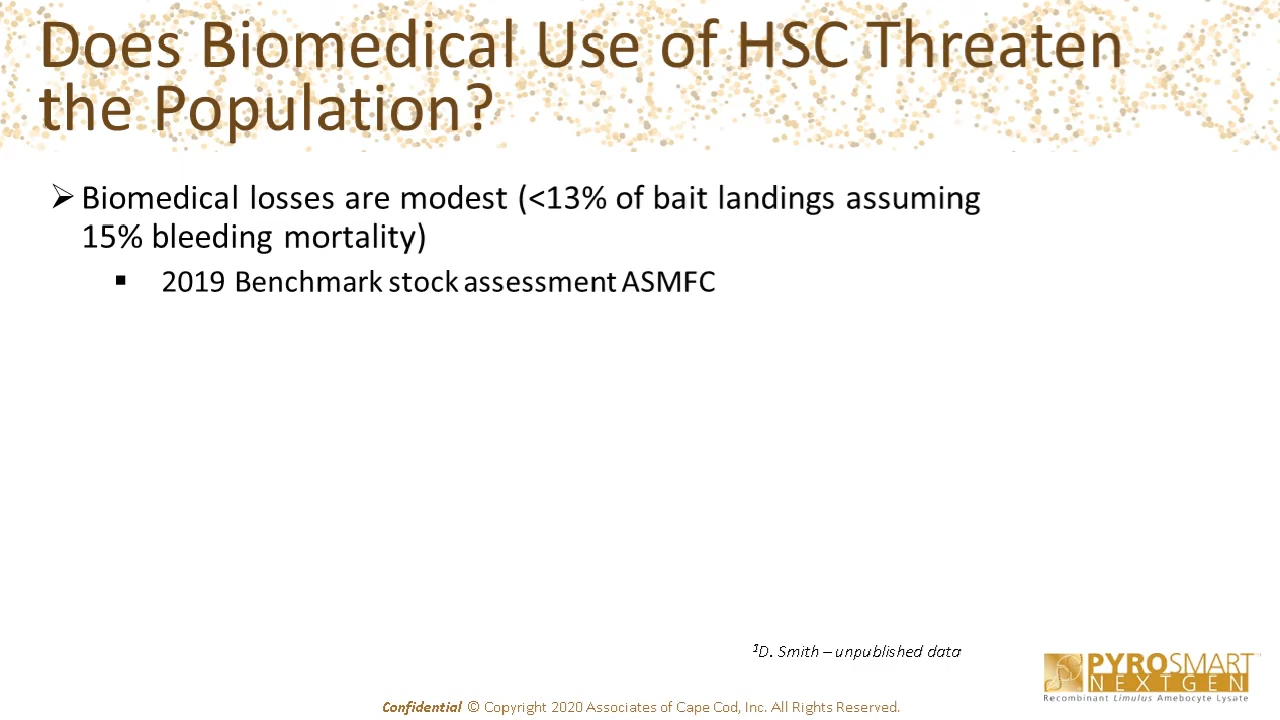 Does Biomedical Use of HSC Threaten
the Population?
➢ Biomedical losses are modest (<13% of bait landings assuming
15% bleeding mortality)
▪ 2019 Benchmark stock assessment ASMFC
¹D. Smith – unpublished data
PYROSMART
NEXTGEN
Recombinant Limulus Amebocyte Lysate
Confidential © Copyright 2020 Associates of Cape Cod, Inc. All Rights Reserved.